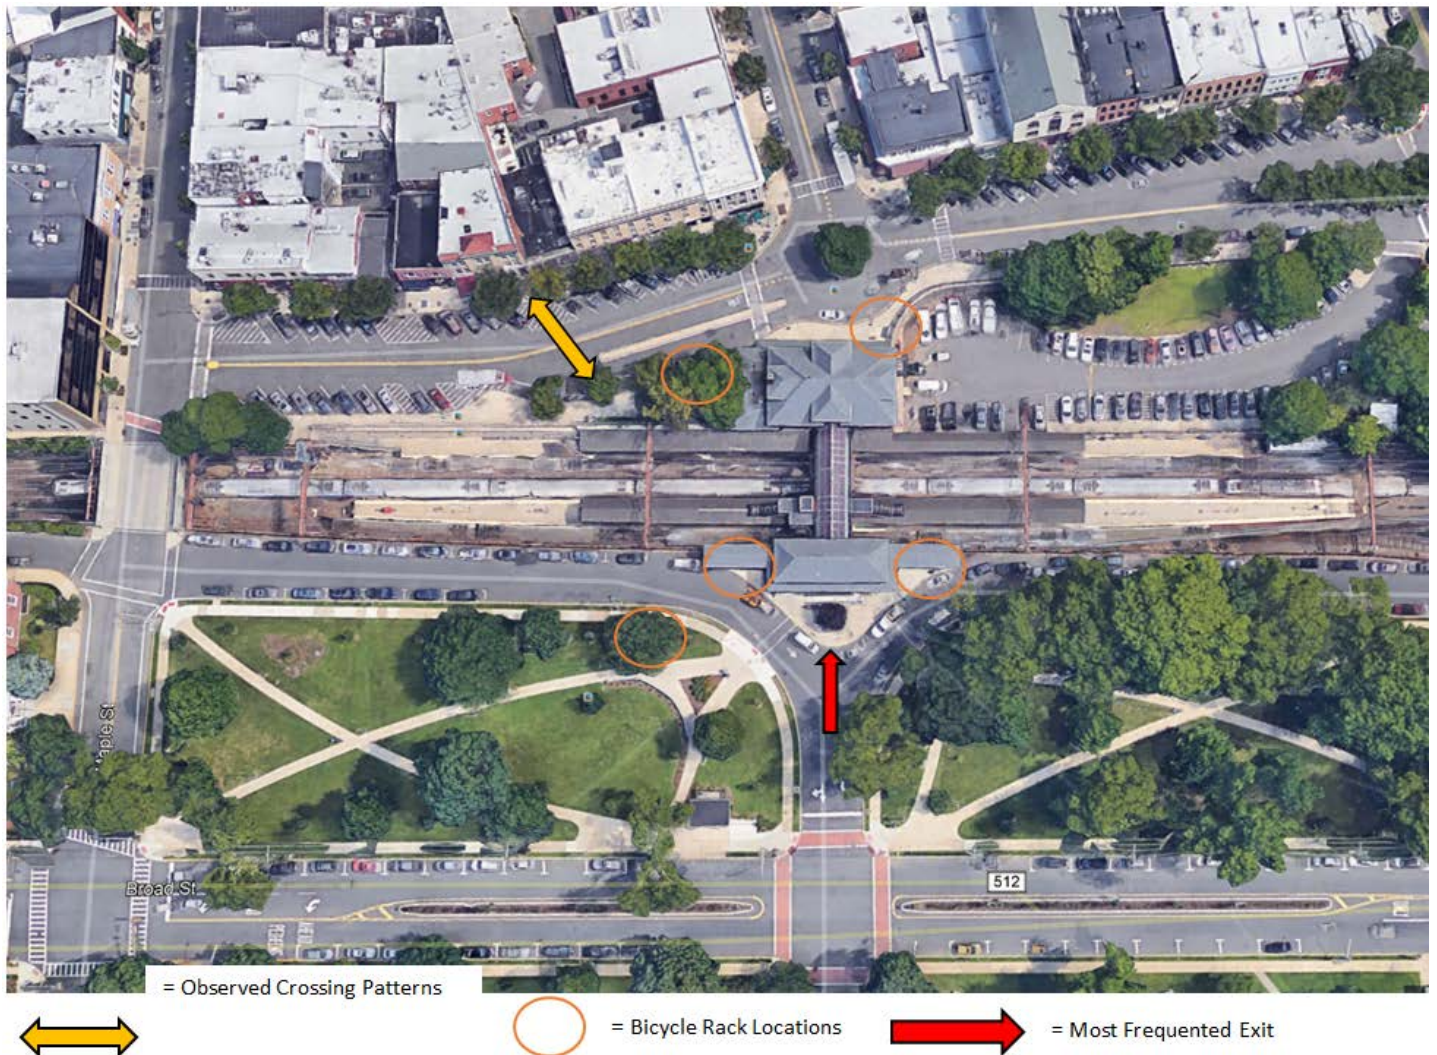 512
Broad St
= Observed Crossing Patterns
= Bicycle Rack Locations
= Most Frequented Exit